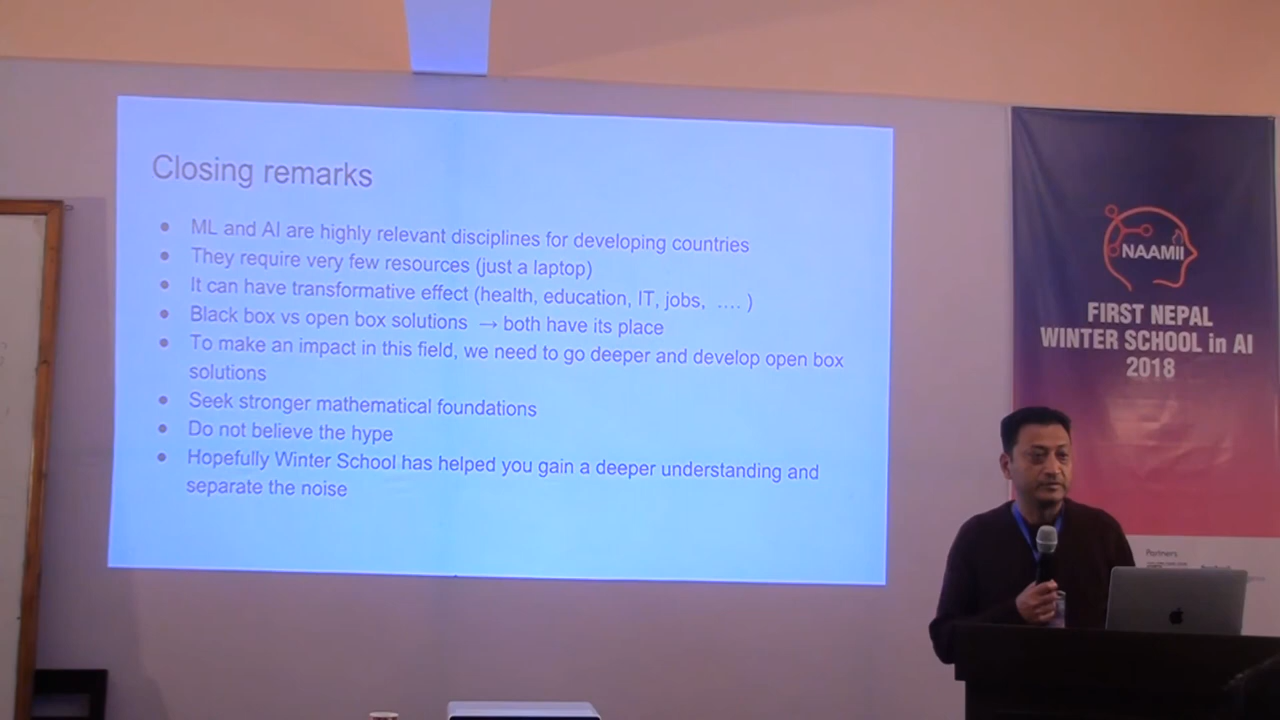 Closing remarks
● ML and AI are highly relevant disciplines for developing countries
● They require very few resources (just a laptop)
● It can have transformative effect (health, education, IT, jobs, .... )
● Black box vs open box solutions → both have its place
● To make an impact in this field, we need to go deeper and develop open box
solutions
● Seek stronger mathematical foundations
● Do not believe the hype
● Hopefully Winter School has helped you gain a deeper understanding and
separate the noise
NAAMII
FIRST NEPAL
WINTER SCHOOL in AI
2018
Partners